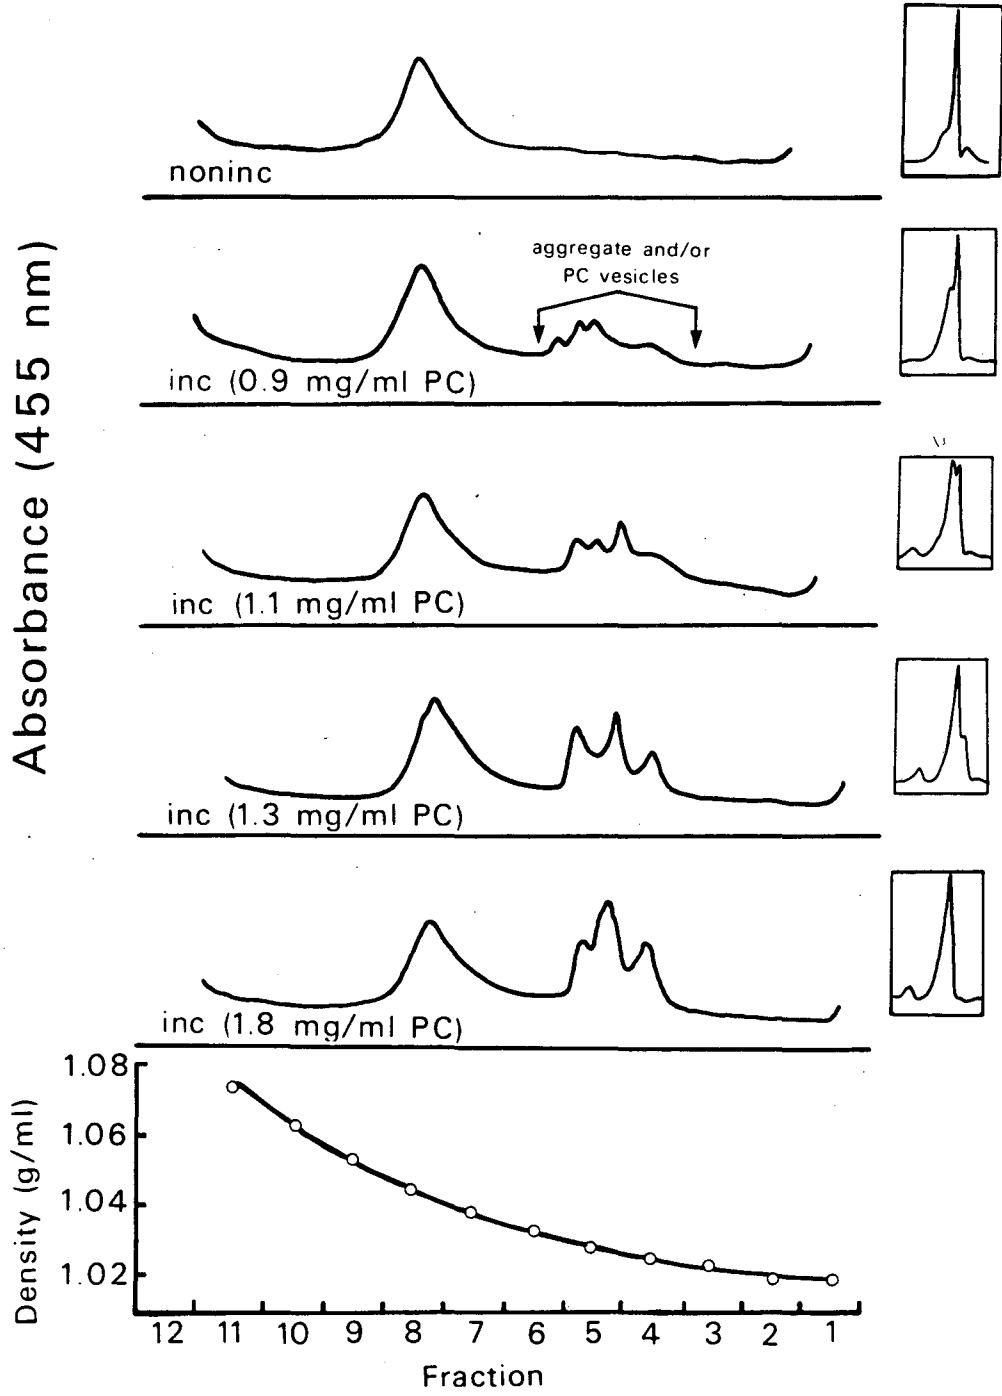 Absorbance (455 nm)
noninc
aggregate and/or
PC vesicles
inc (0.9 mg/ml PC)
inc (1.1 mg/ml PC)
inc (1.3 mg/ml PC)
inc (1.8 mg/ml PC)
Density (g/ml)
1.08
1.06
1.04
1.02
12 11 10 9 8 7 6 5 4 3 2 1
Fraction